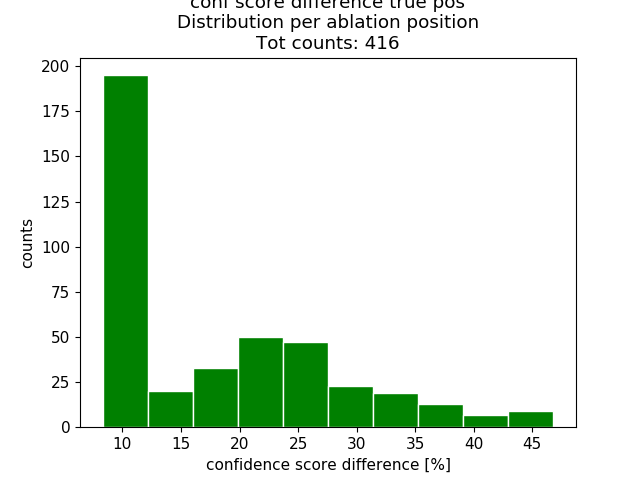 conf score difference true pos
Distribution per ablation position
Tot counts: 416
200
175
150
125
100
75
50
25
0
counts
10 15 20 25 30 35 40 45
confidence score difference [%]